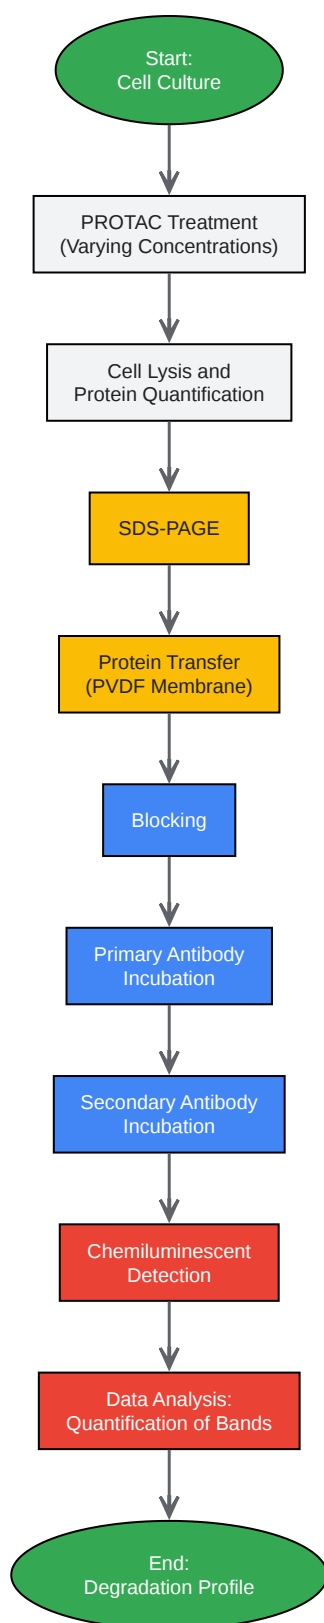 Start:
Cell Culture
PROTAC Treatment
(Varying Concentrations)
Cell Lysis and
Protein Quantification
SDS-PAGE
Protein Transfer
(PVDF Membrane)
Blocking
Primary Antibody
Incubation
Secondary Antibody
Incubation
Chemiluminescent
Detection
Data Analysis:
Quantification of Bands
End:
Degradation Profile